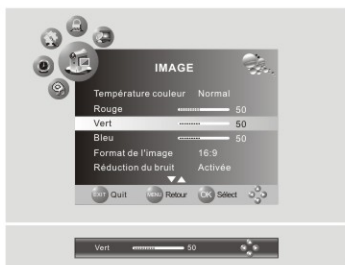 IMAGE
Température couleur Normal
Rouge 50
Vert 50
Bleu 50
Format de l'image 16:9
Réduction du bruit Activée
EXIT Quit MENU Retour OK Sélect
Vert 50